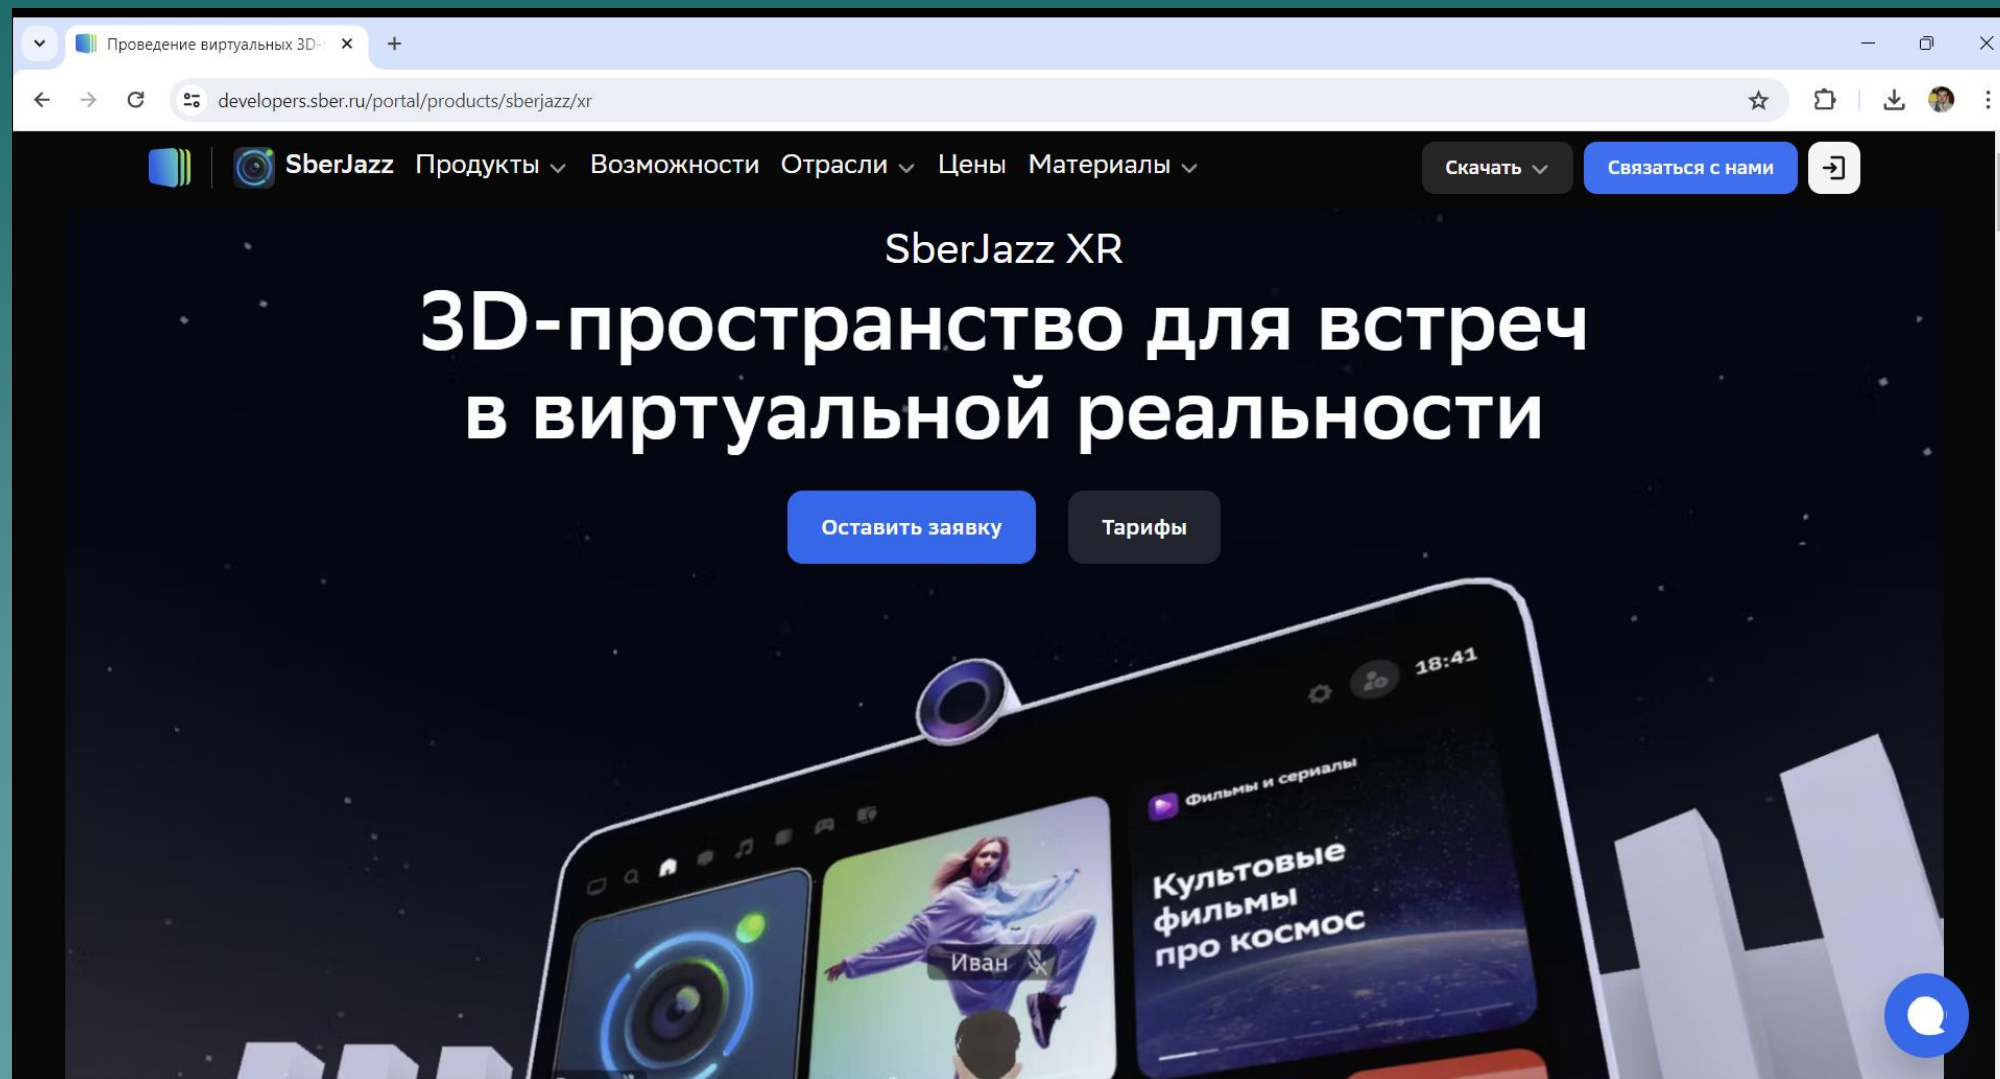 Проведение виртуальных 3D-
developers.sber.ru/portal/products/sberjazz/xr
SberJazz Продукты Возможности Отрасли Цены Материалы Скачать Связаться с нами
SberJazz XR
3D-пространство для встреч
в виртуальной реальности
Оставить заявку Тарифы
18:41
Фильмы и сериалы
Культовые
фильмы
про космос
Иван